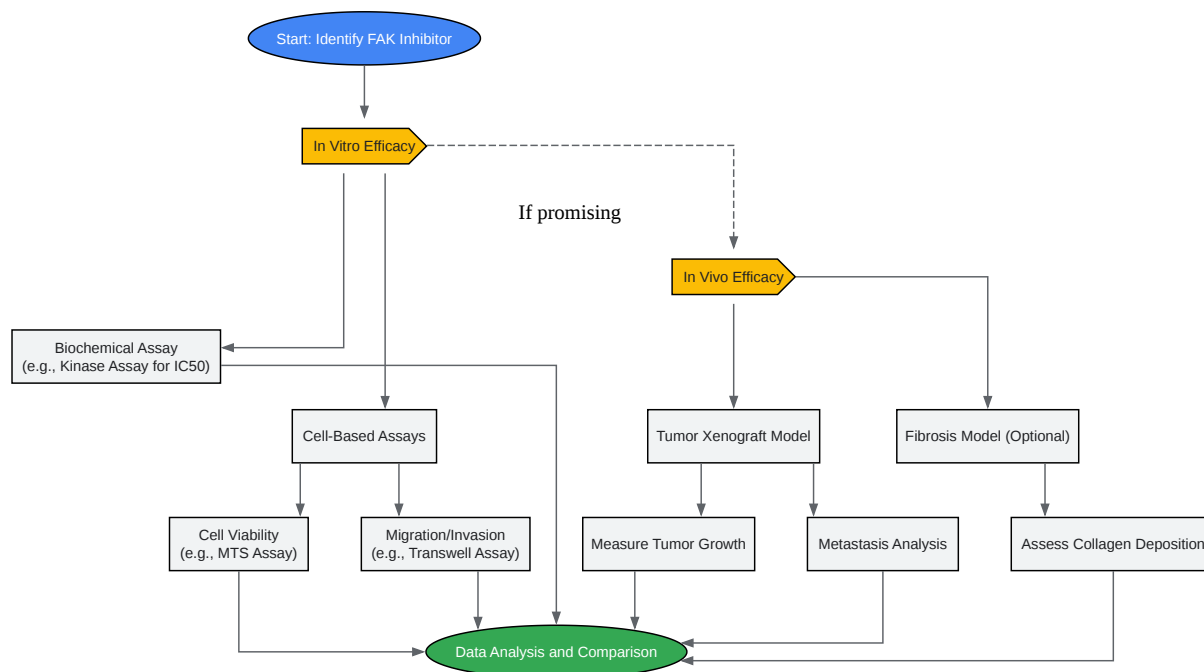 Start: Identify FAK Inhibitor
In Vitro Efficacy
If promising
In Vivo Efficacy
Biochemical Assay
(e.g., Kinase Assay for IC50)
Cell-Based Assays
Tumor Xenograft Model
Fibrosis Model (Optional)
Cell Viability
(e.g., MTS Assay)
Migration/Invasion
(e.g., Transwell Assay)
Measure Tumor Growth
Metastasis Analysis
Assess Collagen Deposition
Data Analysis and Comparison